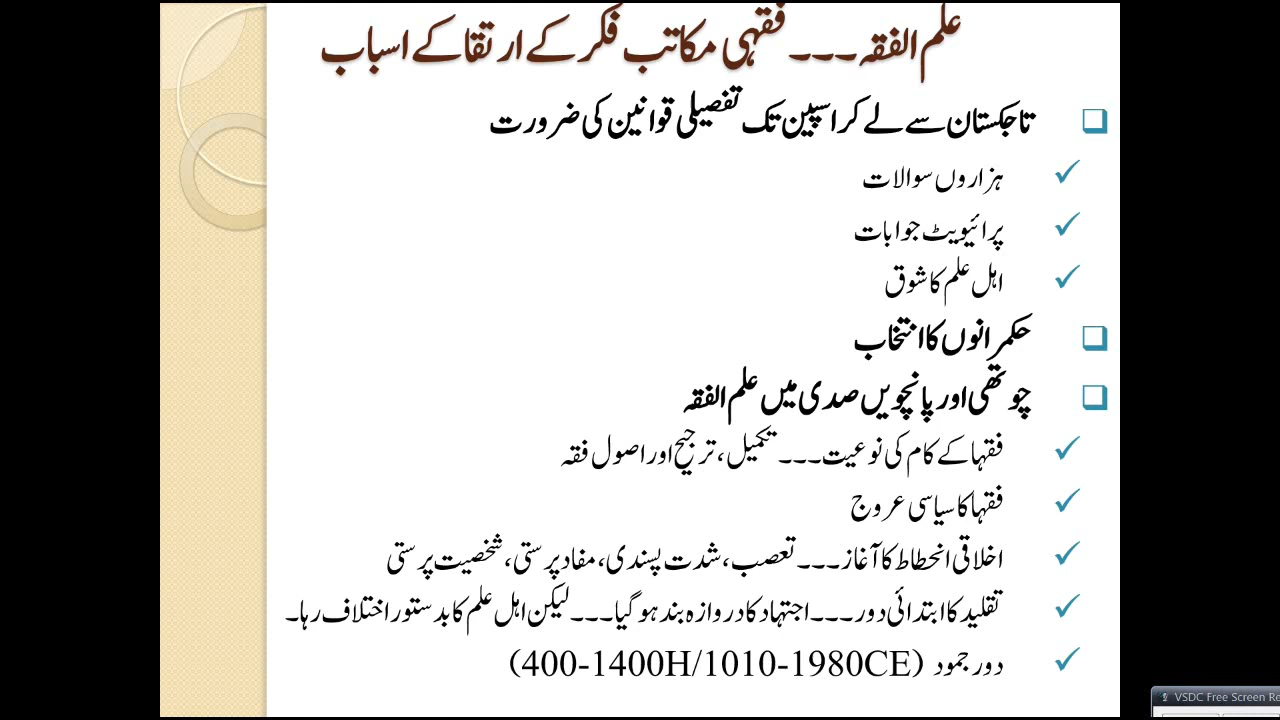 علم الفقہ۔۔۔ فقہی مکاتب فکر کے ارتقا کے اسباب
تاجکستان سے لے کر اسپین تک تفصیلی قوانین کی ضرورت
ہزاروں سوالات
پرائیویٹ جوابات
اہل علم کا شوق
حکمرانوں کا انتخاب
چوتھی اور پانچویں صدی میں علم الفقہ
فقہا کے کام کی نوعیت۔۔۔ تکمیل، ترجیح اور اصول فقہ
فقہا کا سیاسی عروج
اخلاقی انحطاط کا آغاز۔۔۔ تعصب، شدت پسندی، مفاد پرستی، شخصیت پرستی
تقلید کا ابتدائی دور۔۔۔ اجتہاد کا دروازہ بند ہو گیا۔۔۔ لیکن اہل علم کا بدستور اختلاف رہا۔
دور جمود (400-1400H/1010-1980CE)
VSDC Free Screen Re